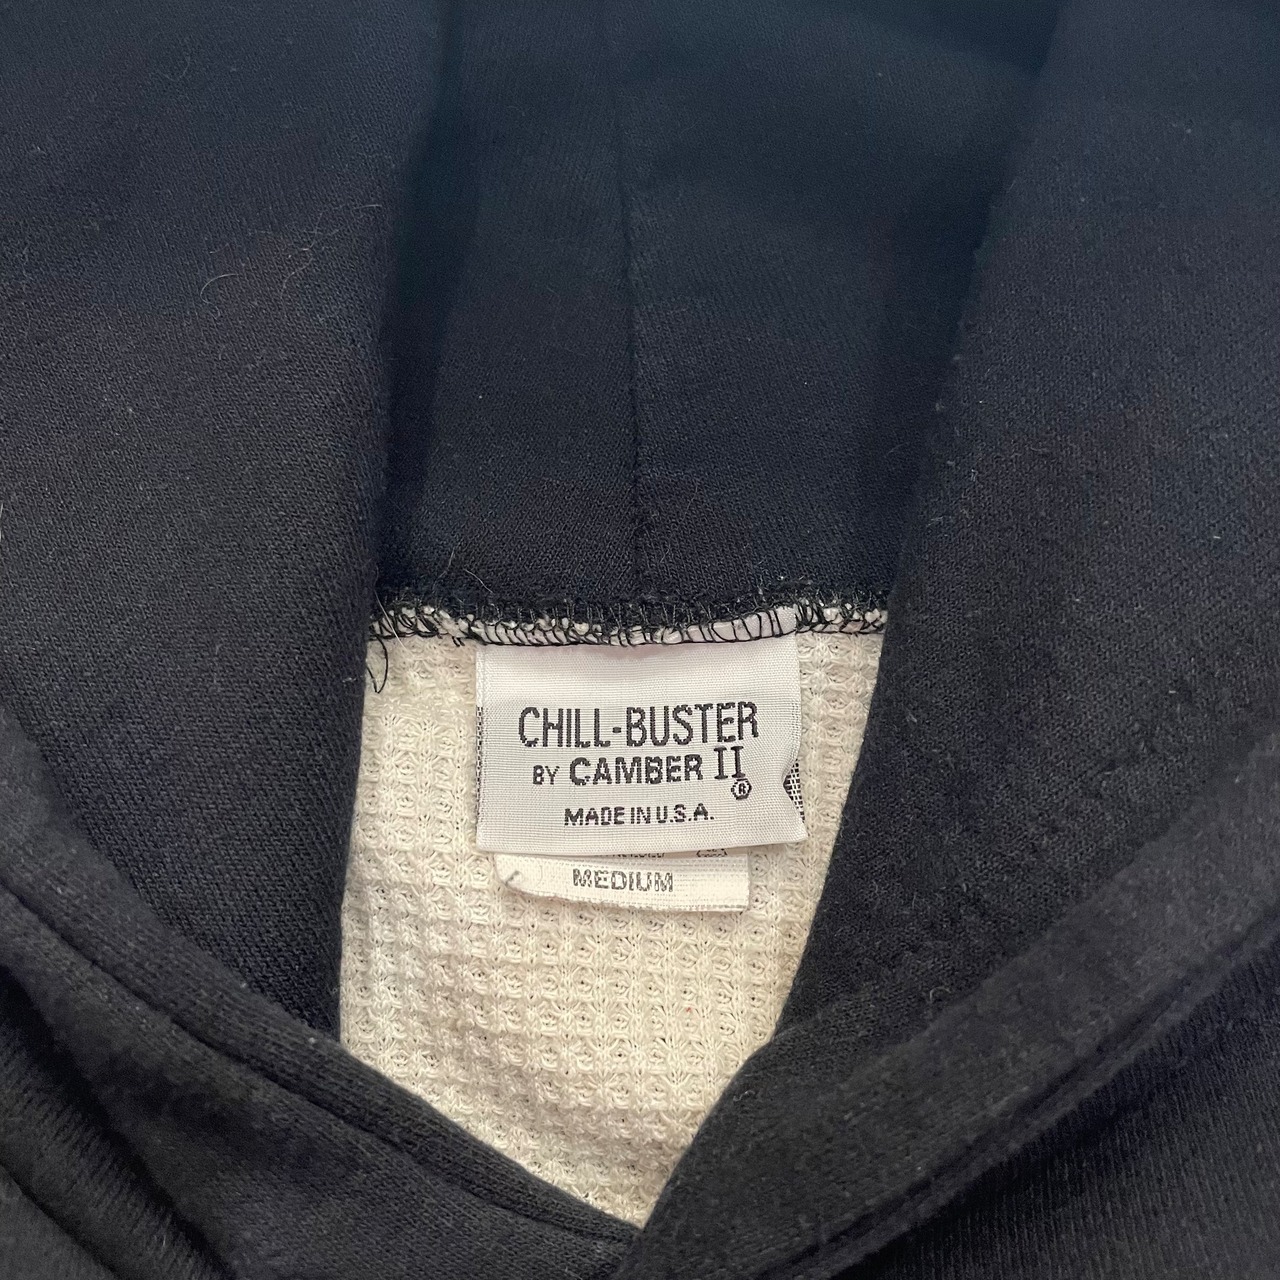 CHILL-BUSTER
BY CAMBER II ®
MADE IN U.S.A.
MEDIUM